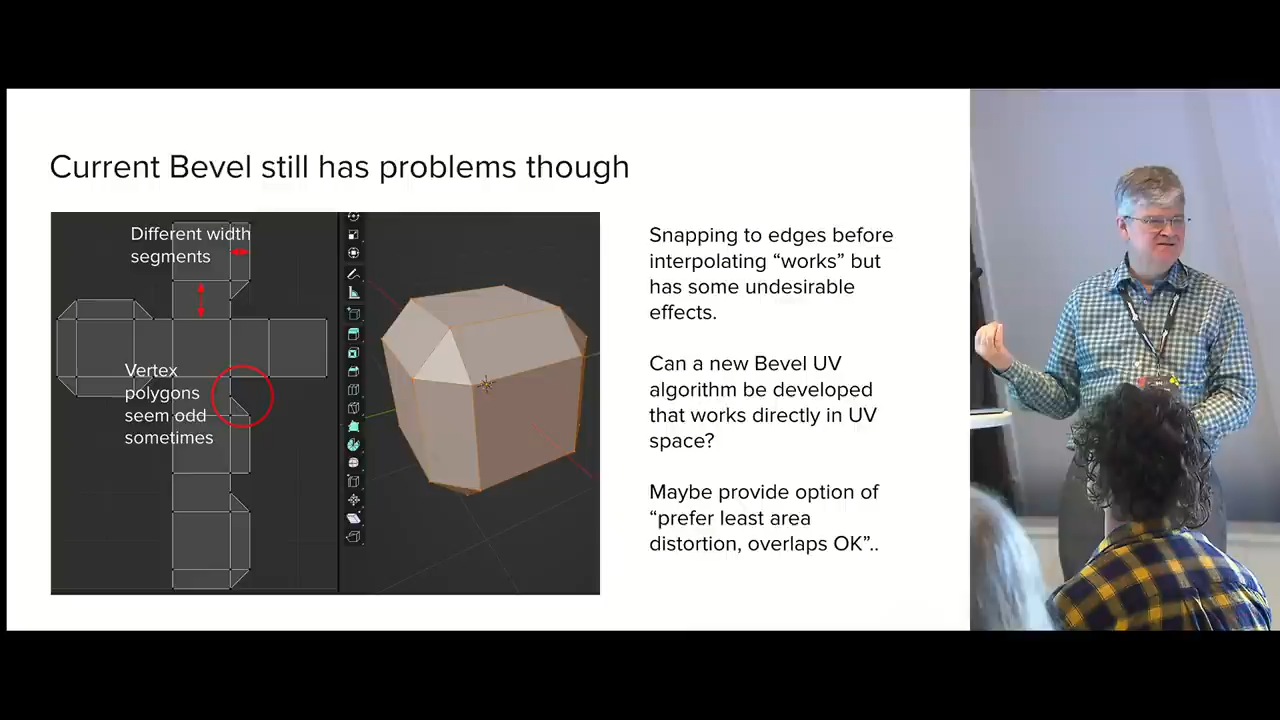 Current Bevel still has problems though
Different width
segments
Vertex
polygons
seem odd
sometimes
Snapping to edges before
interpolating “works” but
has some undesirable
effects.
Can a new Bevel UV
algorithm be developed
that works directly in UV
space?
Maybe provide option of
“prefer least area
distortion, overlaps OK”..